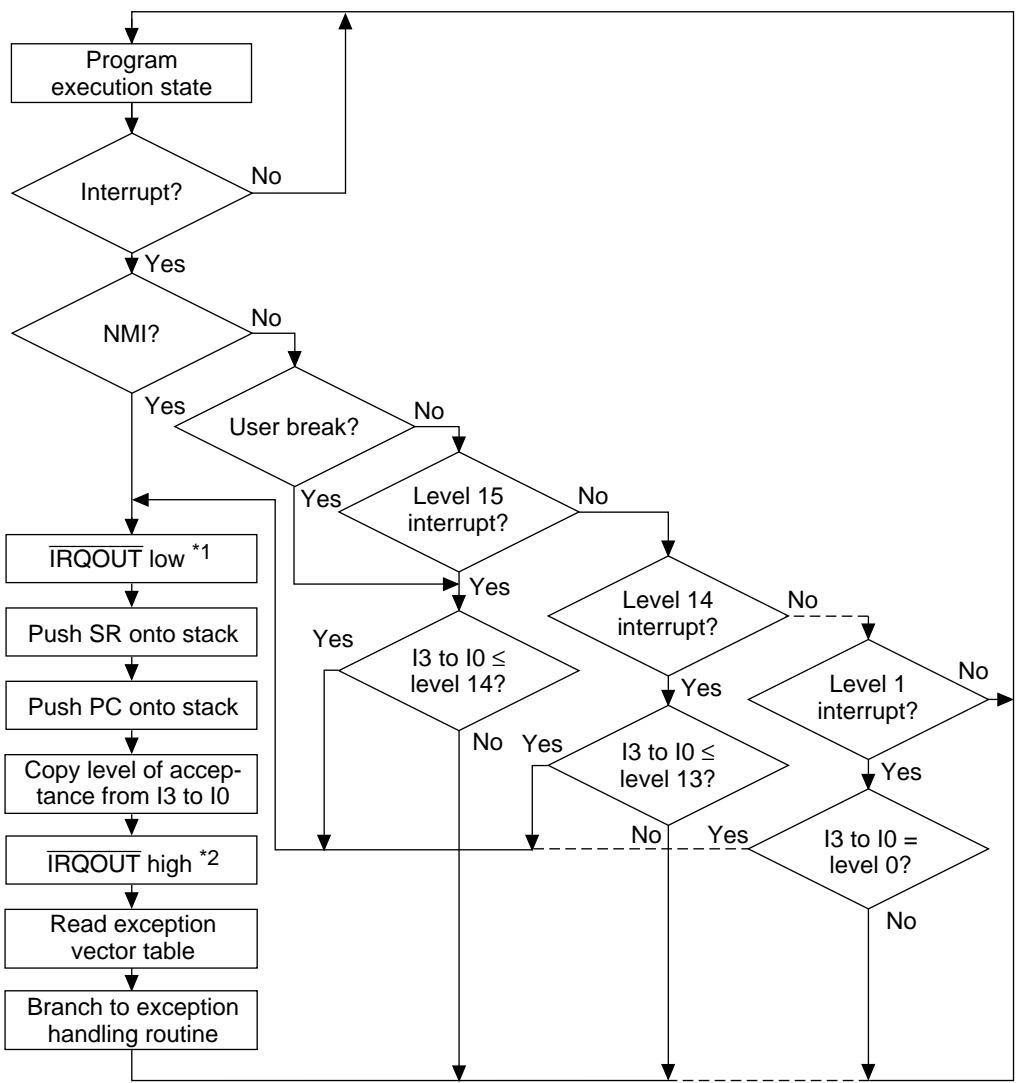 Program
execution state
Interrupt?
No
Yes
NMI?
No
Yes
User break?
No
Yes
Level 15
interrupt?
No
Yes
Level 14
interrupt?
No
Yes
Level 1
interrupt?
No
Yes
I3 to I0 ≤
level 14?
Yes
No
I3 to I0 ≤
level 13?
Yes
No
I3 to I0 =
level 0?
Yes
No
IRQOUT low *1
Push SR onto stack
Push PC onto stack
Copy level of accep-
tance from I3 to I0
IRQOUT high *2
Read exception
vector table
Branch to exception
handling routine